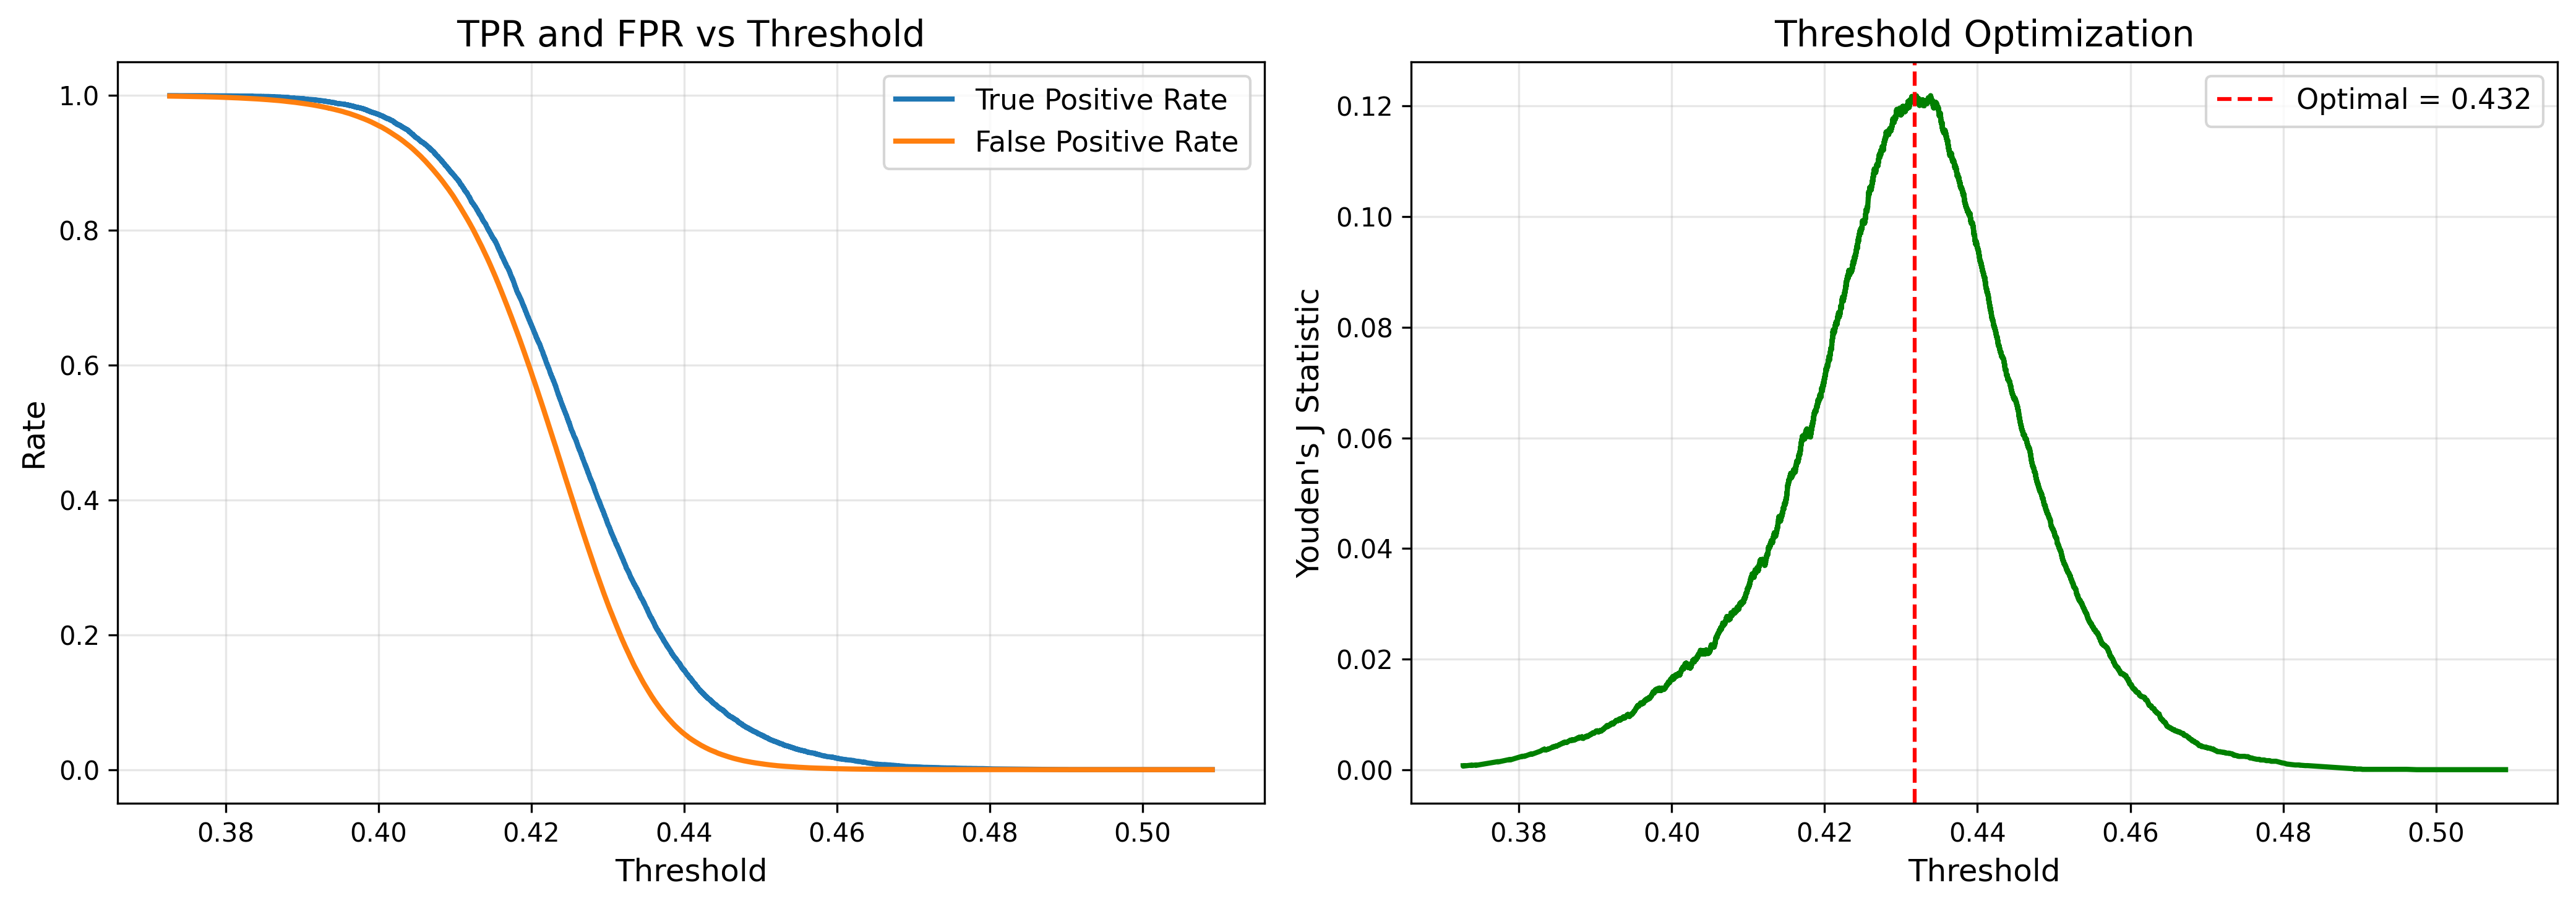 TPR and FPR vs Threshold
True Positive Rate
False Positive Rate
1.0
0.8
0.6
0.4
0.2
0.0
Rate
0.38 0.40 0.42 0.44 0.46 0.48 0.50
Threshold
Threshold Optimization
Optimal = 0.432
0.12
0.10
0.08
0.06
0.04
0.02
0.00
Youden's J Statistic
0.38 0.40 0.42 0.44 0.46 0.48 0.50
Threshold